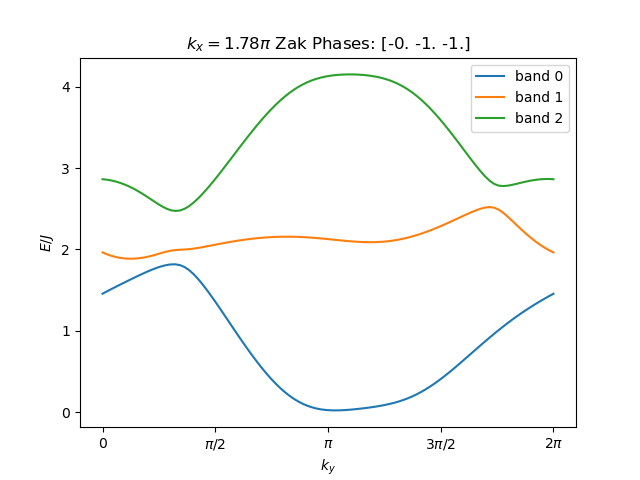 $k_x = 1.78\pi$ Zak Phases: [-0. -1. -1.]
band 0
band 1
band 2
4
3
2
1
0
E/J
0
π/2
π
3π/2
2π
$k_y$